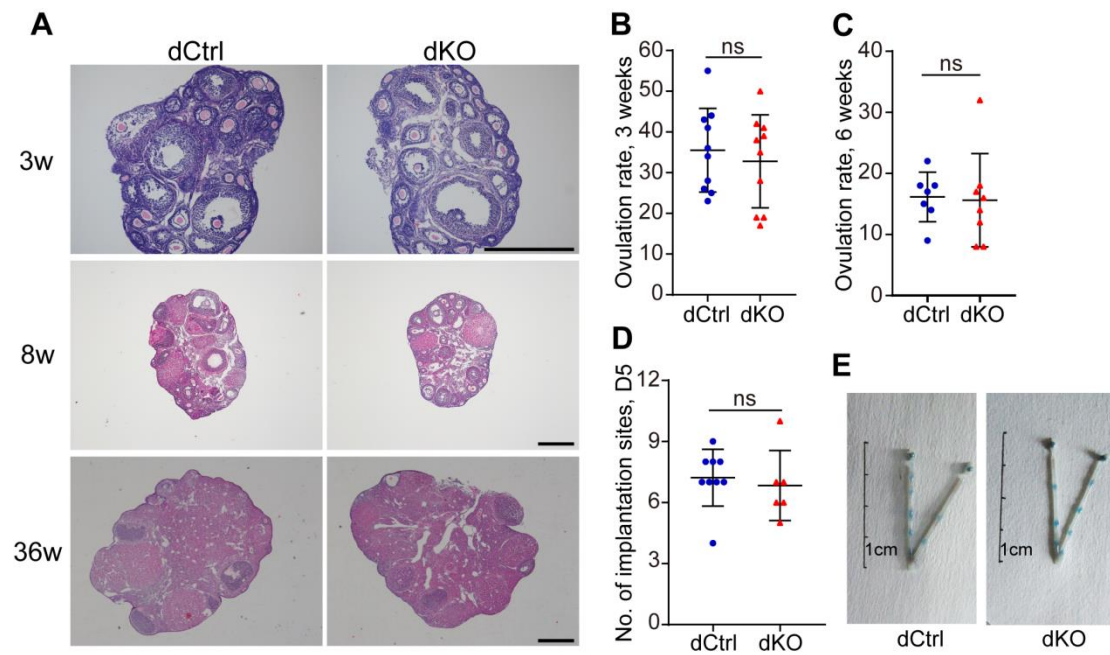 A
dCtrl
dKO
3w
8w
36w
B
Ovulation rate, 3 weeks
60
50
40
30
20
10
0
ns
dCtrl
dKO
C
Ovulation rate, 6 weeks
40
30
20
10
0
ns
dCtrl
dKO
D
No. of implantation sites, D5
12
9
6
3
0
ns
dCtrl
dKO
E
1cm
1cm
dCtrl
dKO